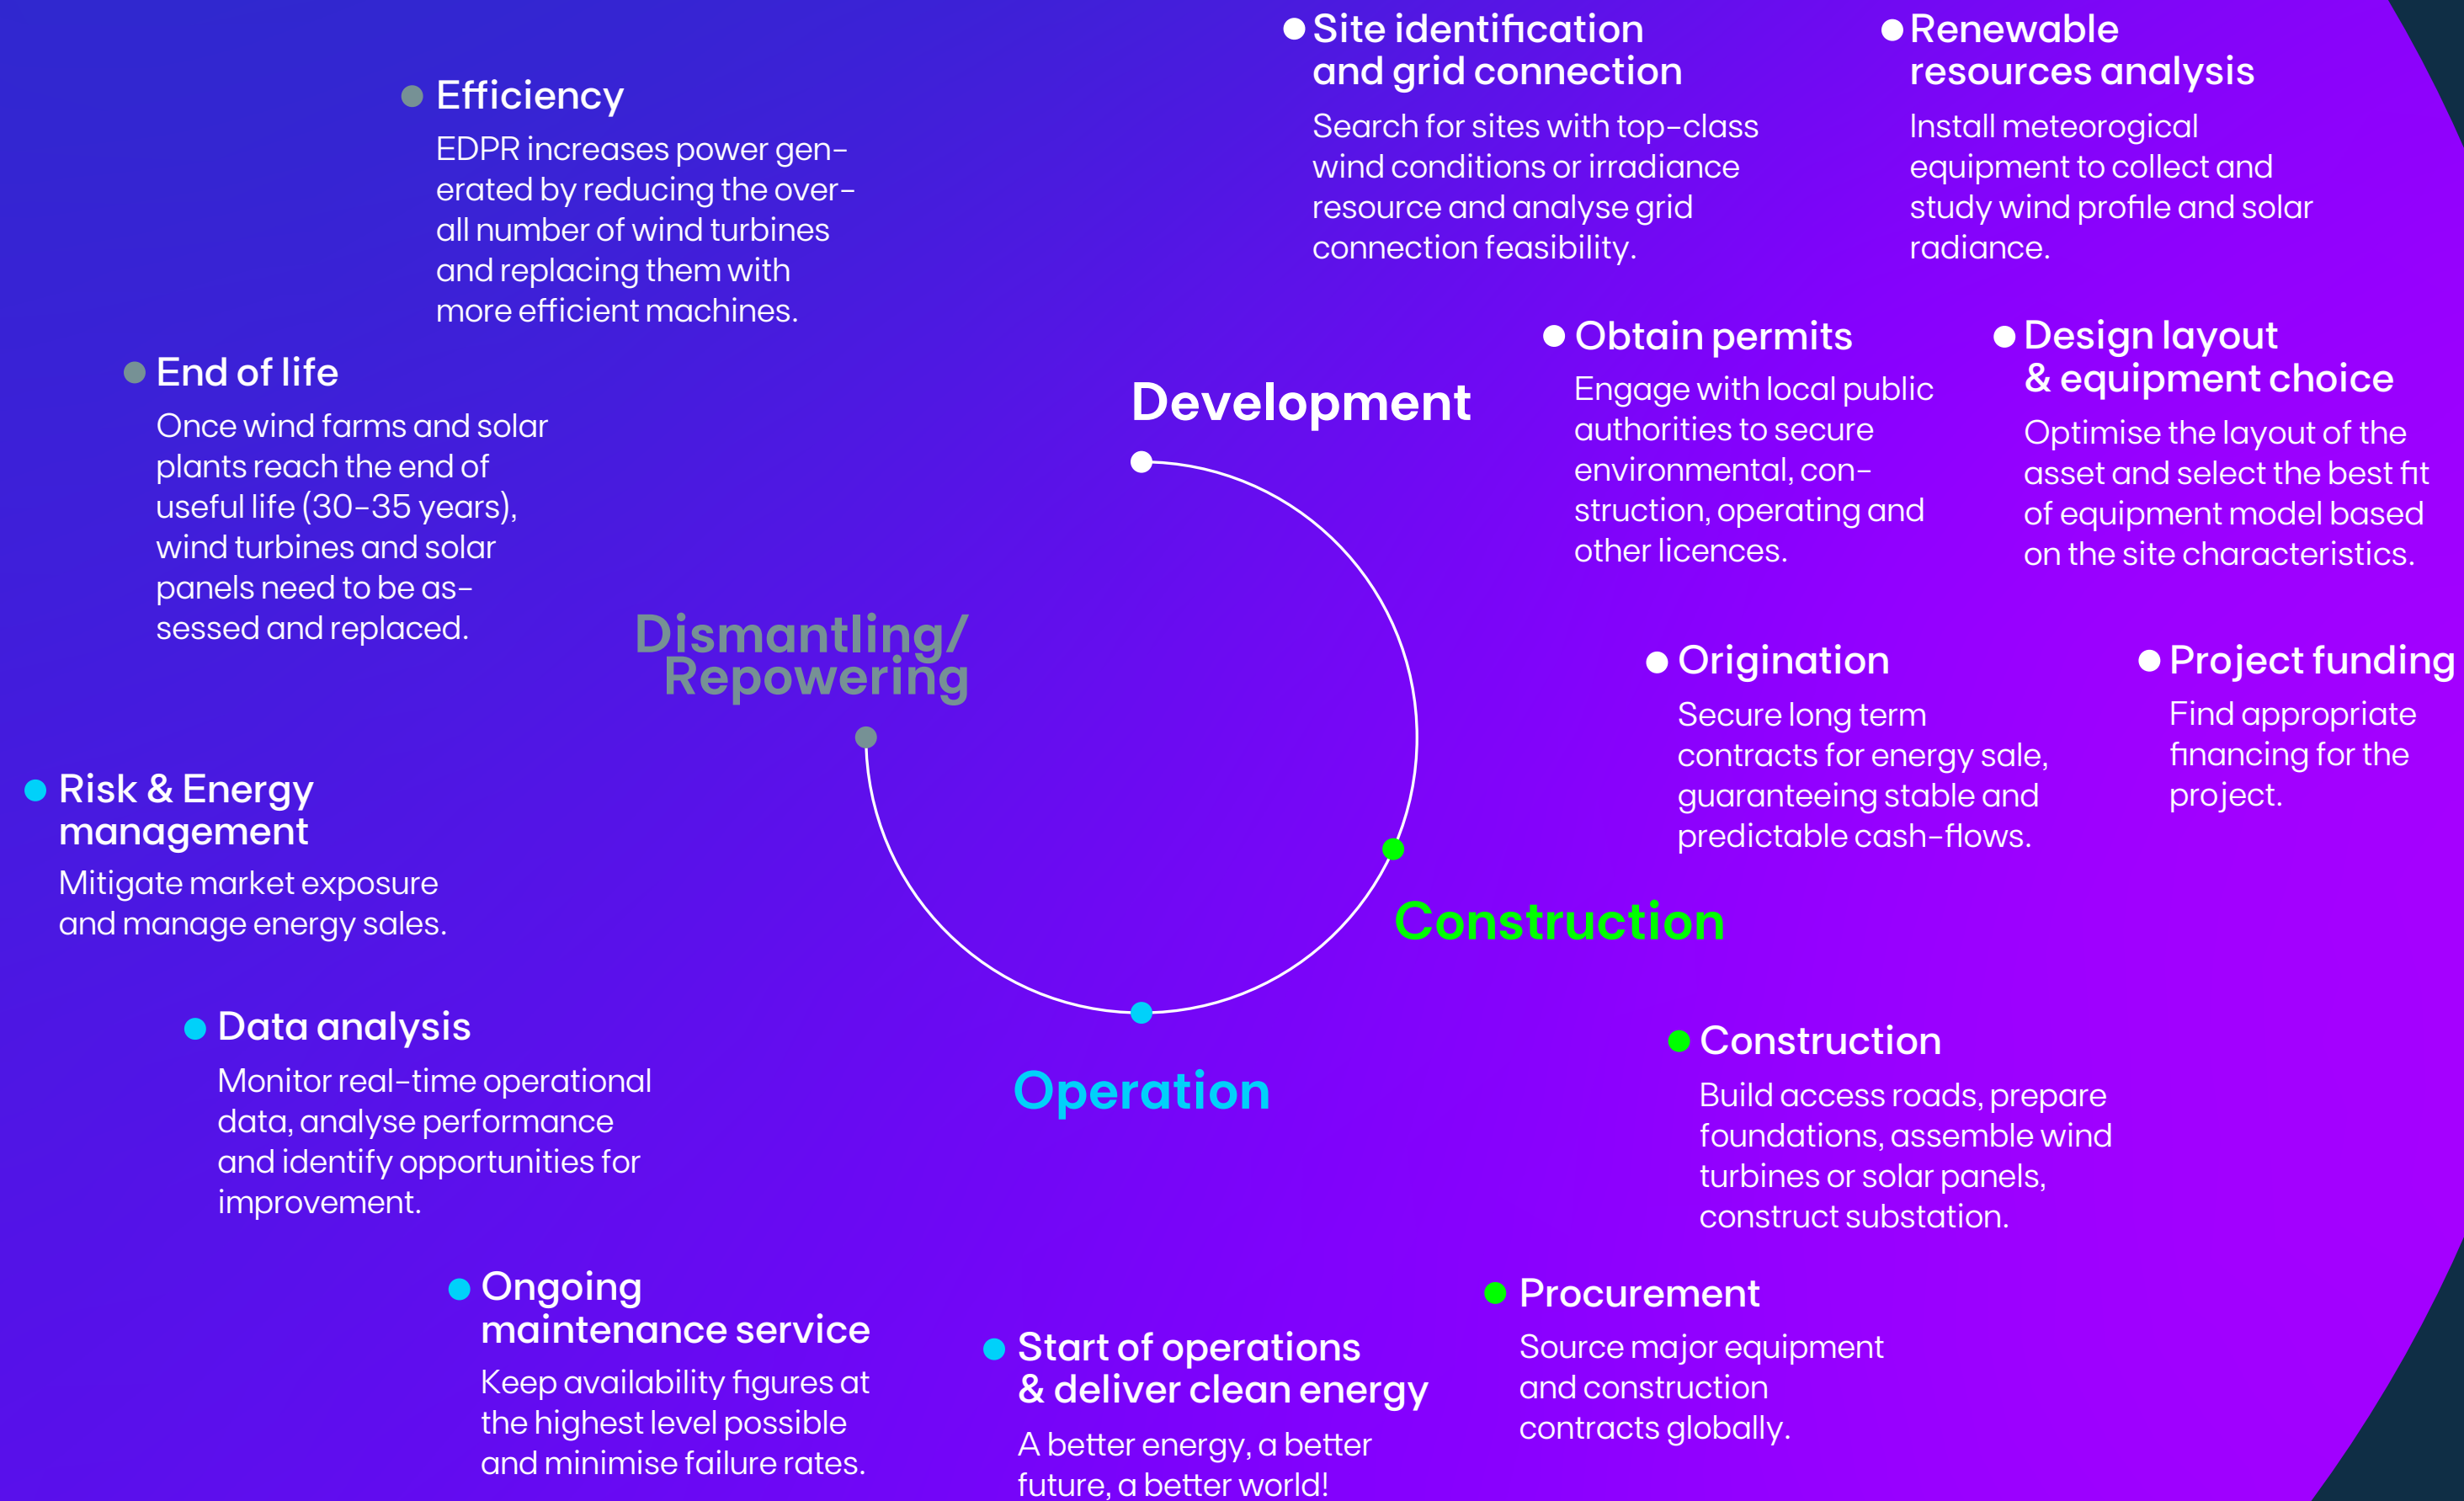 Site identification
and grid connection
Search for sites with top-class
wind conditions or irradiance
resource and analyse grid
connection feasibility.
Renewable
resources analysis
Install meteorogical
equipment to collect and
study wind profile and solar
radiance.
Efficiency
EDPR increases power gen-
erated by reducing the over-
all number of wind turbines
and replacing them with
more efficient machines.
Obtain permits
Engage with local public
authorities to secure
environmental, con-
struction, operating and
other licences.
Design layout
& equipment choice
Optimise the layout of the
asset and select the best fit
of equipment model based
on the site characteristics.
End of life
Once wind farms and solar
plants reach the end of
useful life (30-35 years),
wind turbines and solar
panels need to be as-
sessed and replaced.
Development
Dismantling/
Repowering
Origination
Secure long term
contracts for energy sale,
guaranteeing stable and
predictable cash-flows.
Project funding
Find appropriate
financing for the
project.
Risk & Energy
management
Mitigate market exposure
and manage energy sales.
Construction
Operation
Data analysis
Monitor real-time operational
data, analyse performance
and identify opportunities for
improvement.
Construction
Build access roads, prepare
foundations, assemble wind
turbines or solar panels,
construct substation.
Ongoing
maintenance service
Keep availability figures at
the highest level possible
and minimise failure rates.
Start of operations
& deliver clean energy
A better energy, a better
future, a better world!
Procurement
Source major equipment
and construction
contracts globally.